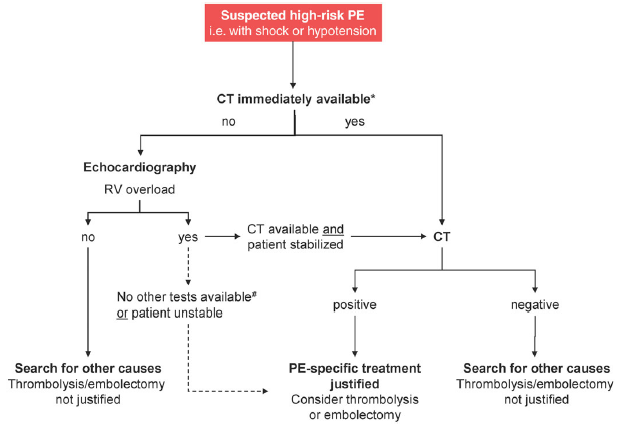 Suspected high-risk PE
i.e. with shock or hypotension
CT immediately available*
no
yes
Echocardiography
RV overload
no
yes
CT available and
patient stabilized
CT
No other tests available#
or patient unstable
positive
negative
Search for other causes
Thrombolysis/embolectomy
not justified
PE-specific treatment
justified
Consider thrombolysis
or embolectomy
Search for other causes
Thrombolysis/embolectomy
not justified